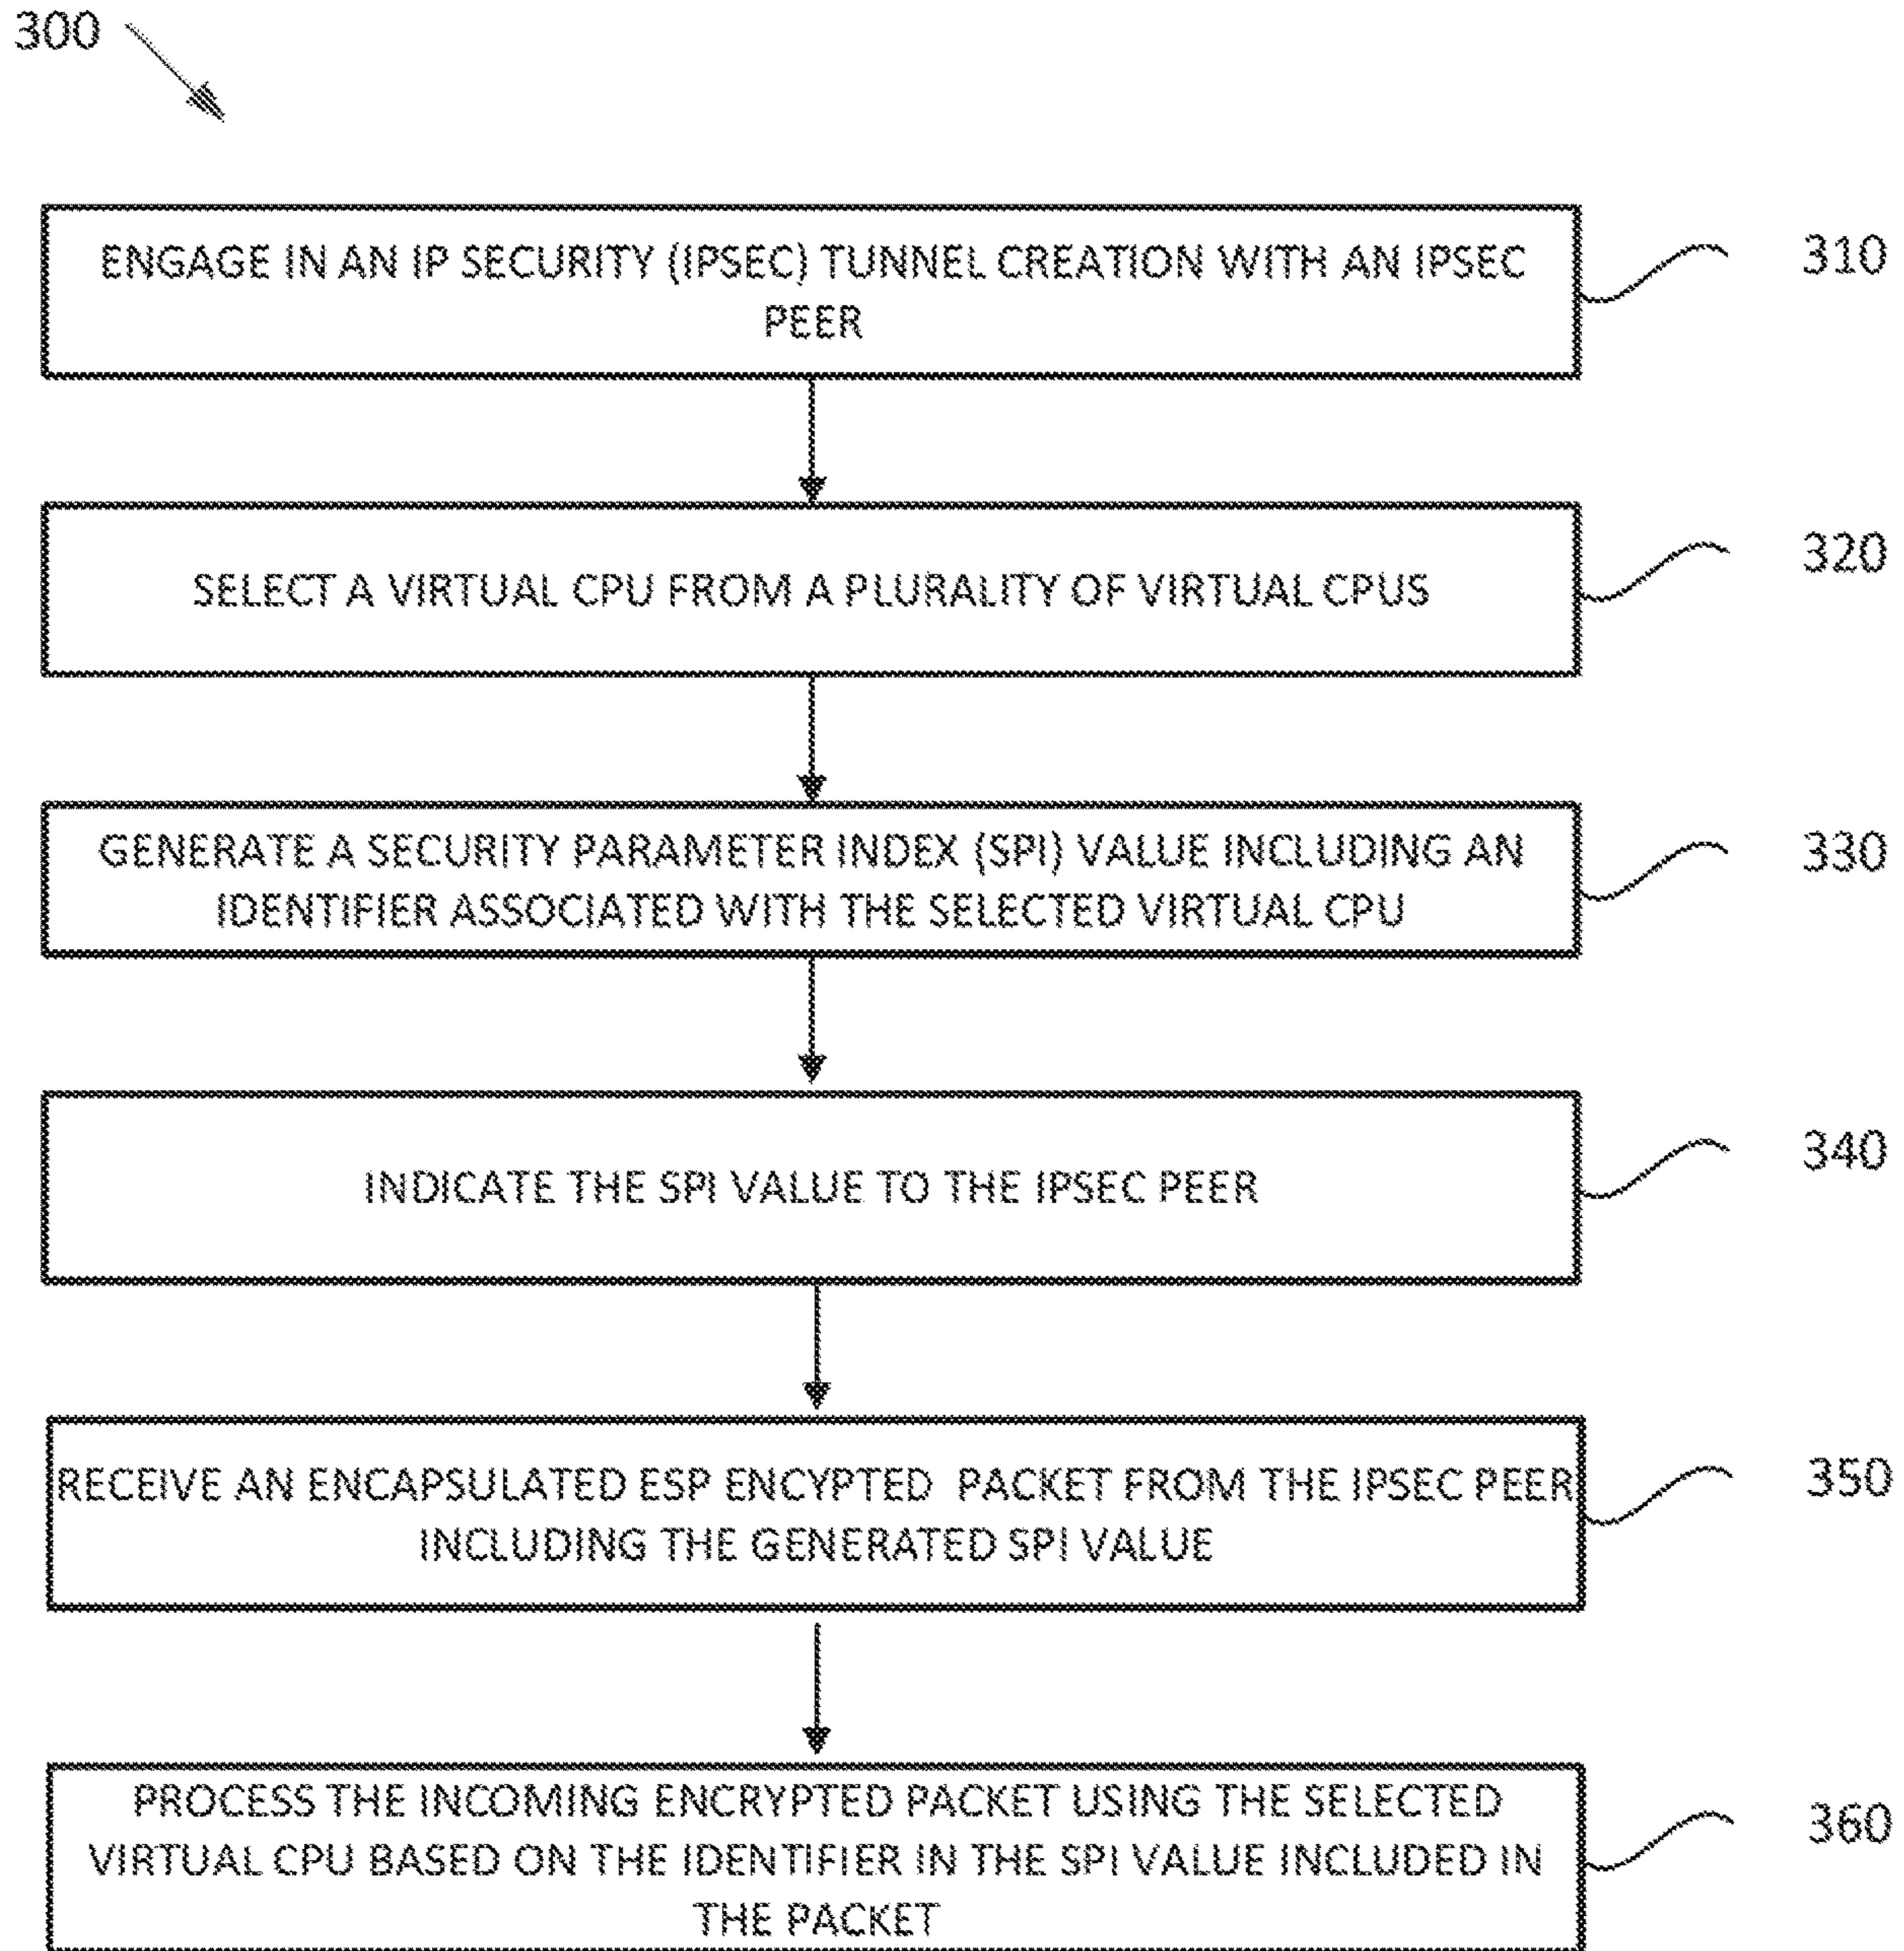 300
ENGAGE IN AN IP SECURITY (IPSEC) TUNNEL CREATION WITH AN IPSEC
PEER
310
SELECT A VIRTUAL CPU FROM A PLURALITY OF VIRTUAL CPUS
320
GENERATE A SECURITY PARAMETER INDEX (SPI) VALUE INCLUDING AN
IDENTIFIER ASSOCIATED WITH THE SELECTED VIRTUAL CPU
330
INDICATE THE SPI VALUE TO THE IPSEC PEER
340
RECEIVE AN ENCAPSULATED ESP ENCYPTED PACKET FROM THE IPSEC PEER
INCLUDING THE GENERATED SPI VALUE
350
PROCESS THE INCOMING ENCRYPTED PACKET USING THE SELECTED
VIRTUAL CPU BASED ON THE IDENTIFIER IN THE SPI VALUE INCLUDED IN
THE PACKET
360